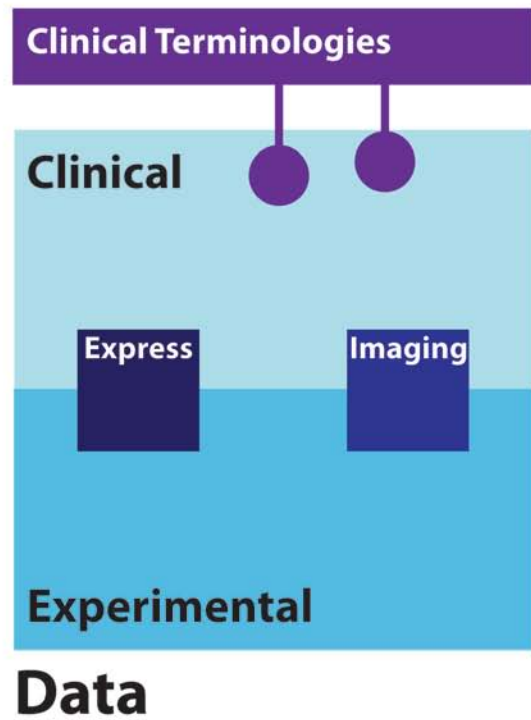 Clinical Terminologies
Clinical
Express
Imaging
Experimental
Data